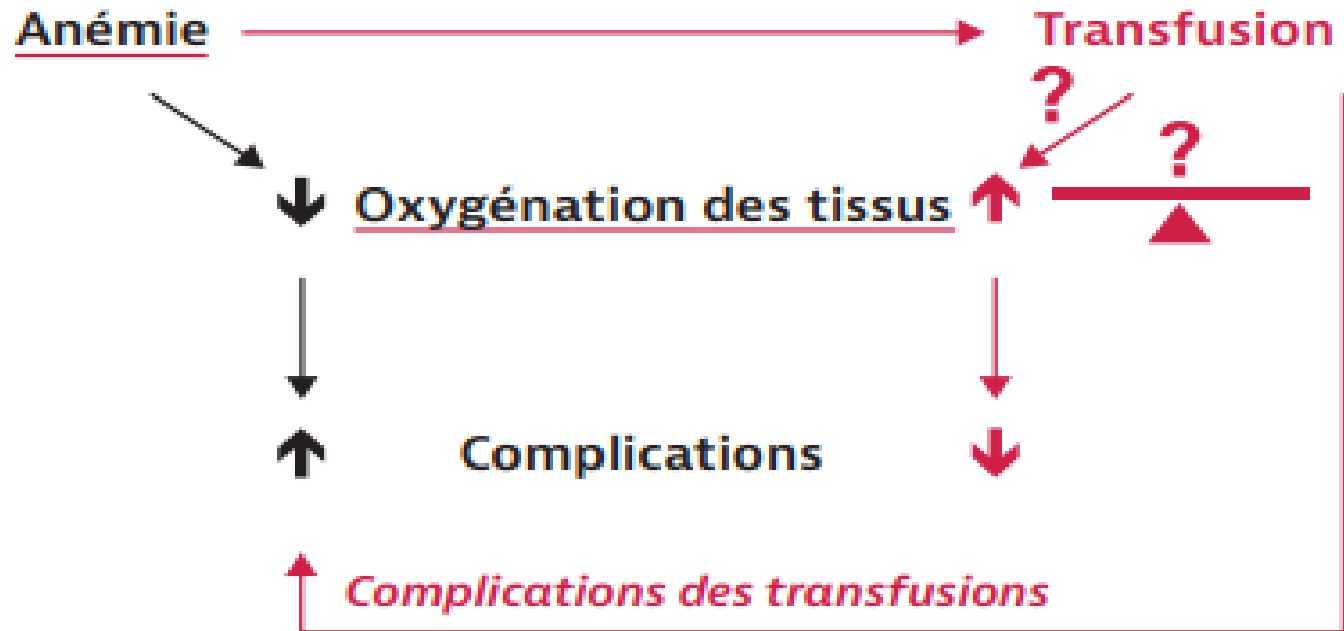 Anémie Transfusion
?
?
Oxygénation des tissus
Complications
Complications des transfusions